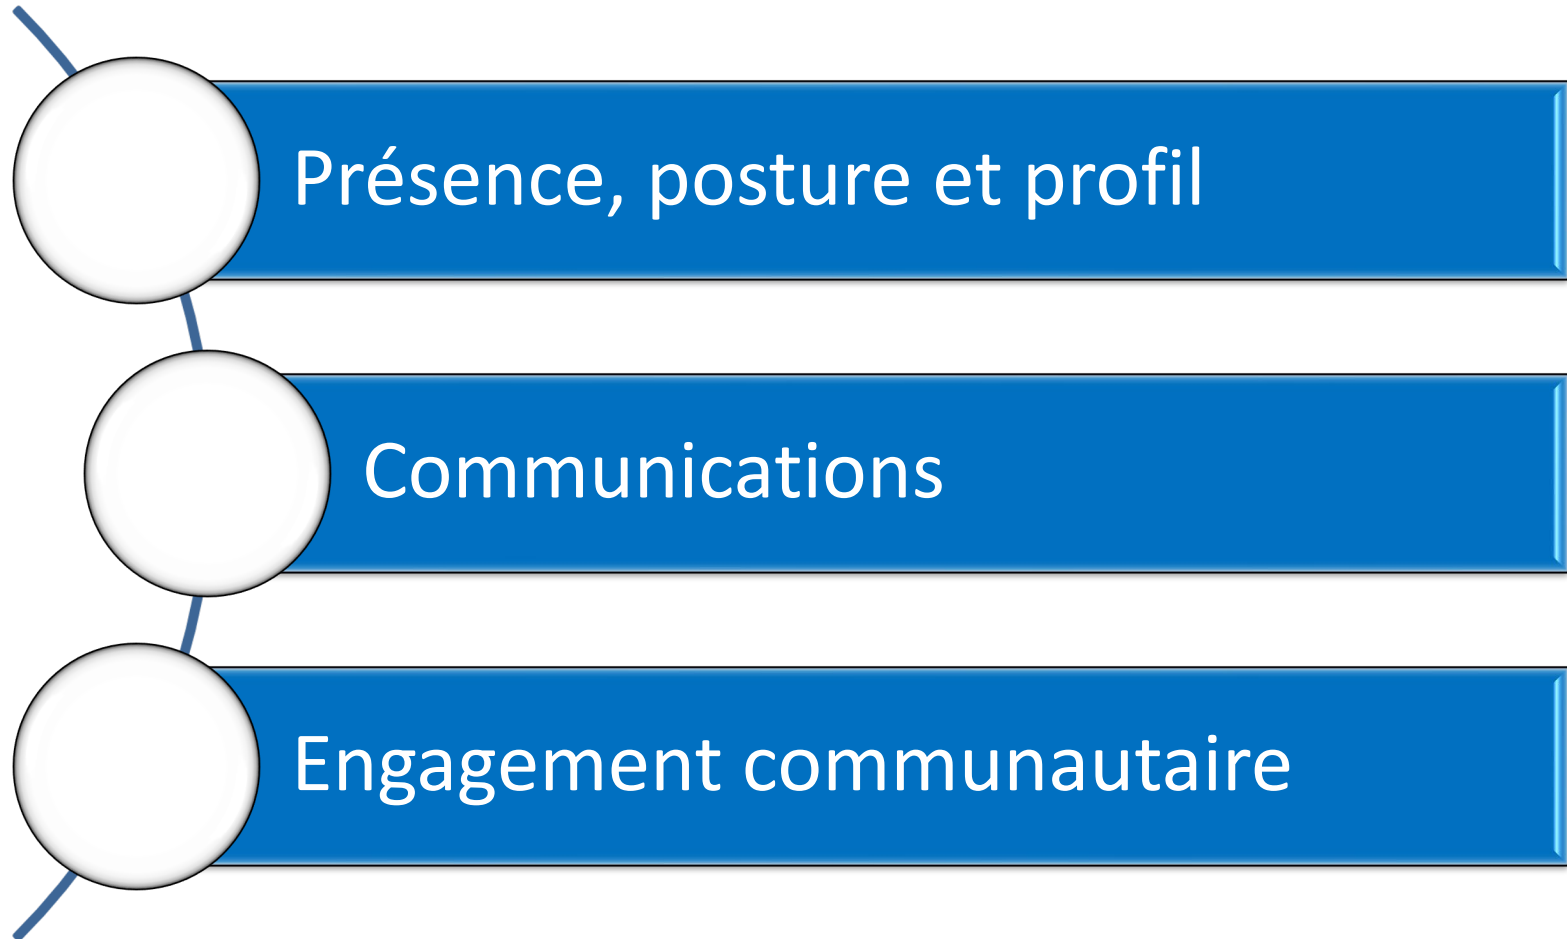 Présence, posture et profil
Communications
Engagement communautaire